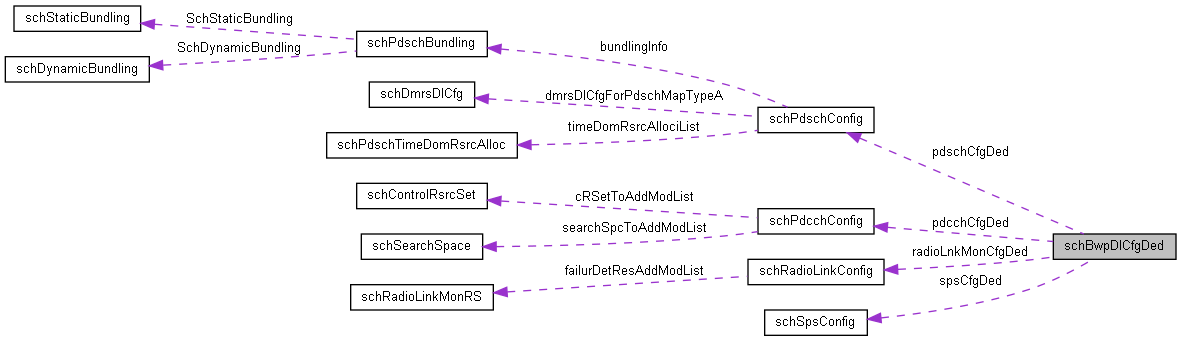 schStaticBundling
SchStaticBundling
SchDynamicBundling
schDynamicBundling
schPdschBundling
bundlingInfo
schDmrsDlCfg
dmrsDlCfgForPdschMapTypeA
schPdschConfig
timeDomRsrcAllociList
schPdschTimeDomRsrcAlloc
pdschCfgDed
schControlRsrcSet
cRSetToAddModList
schPdcchConfig
searchSpcToAddModList
schSearchSpace
pdcchCfgDed
schBwpDlCfgDed
radioLnkMonCfgDed
failurDetResAddModList
schRadioLinkConfig
spsCfgDed
schRadioLinkMonRS
schSpsConfig